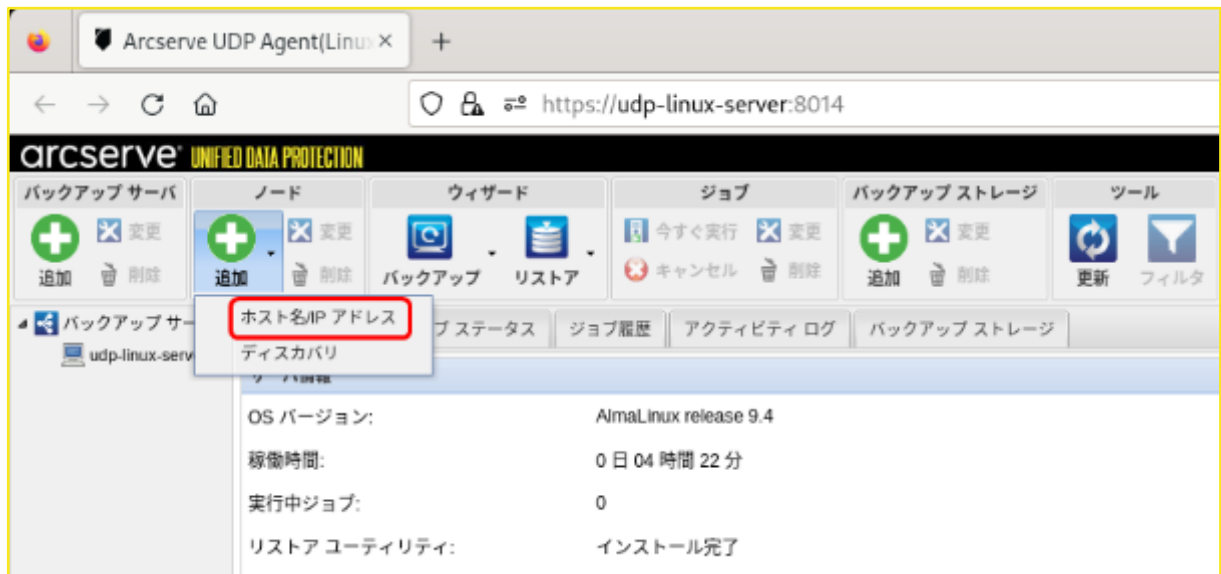 Arcserve UDP Agent(Linu
https://udp-linux-server:8014
arcserve® UNIFIED DATA PROTECTION
バックアップ サーバ ノード ウィザード ジョブ バックアップ ストレージ ツール
変更 変更 今すぐ実行 変更 変更
追加 削除 追加 削除 バックアップ リストア キャンセル 削除 追加 削除 更新 フィルタ
バックアップ サー ホスト名/IP アドレス プ ステータス ジョブ履歴 アクティビティ ログ バックアップ ストレージ
udp-linux-serv ディスカバリ
OS バージョン: AlmaLinux release 9.4
稼働時間: 0 日 04 時間 22 分
実行中ジョブ: 0
リストア ユーティリティ: インストール完了